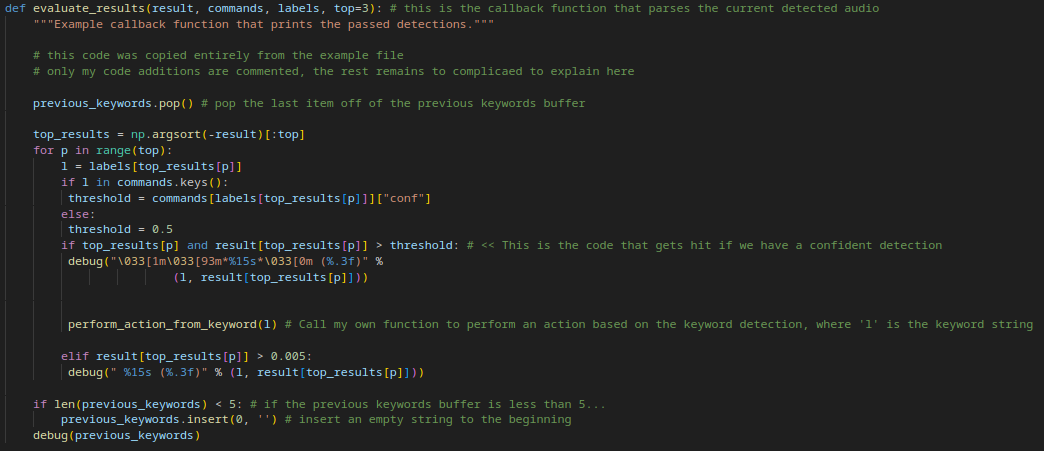 def evaluate_results(result, commands, labels, top=3): # this is the callback function that parses the current detected audio
"""Example callback function that prints the passed detections."""
# this code was copied entirely from the example file
# only my code additions are commented, the rest remains to complicaed to explain here
previous_keywords.pop() # pop the last item off of the previous keywords buffer
top_results = np.argsort(-result)[:top]
for p in range(top):
l = labels[top_results[p]]
if l in commands.keys():
threshold = commands[labels[top_results[p]]]["conf"]
else:
threshold = 0.5
if top_results[p] and result[top_results[p]] > threshold: # << This is the code that gets hit if we have a confident detection
debug("\033[1m\033[93m*%15s*\033[0m (%.3f)" %
(l, result[top_results[p]]))
perform_action_from_keyword(l) # Call my own function to perform an action based on the keyword detection, where 'l' is the keyword string
elif result[top_results[p]] > 0.005:
debug(" %15s (%.3f)" % (l, result[top_results[p]]))
if len(previous_keywords) < 5: # if the previous keywords buffer is less than 5...
previous_keywords.insert(0, '') # insert an empty string to the beginning
debug(previous_keywords)